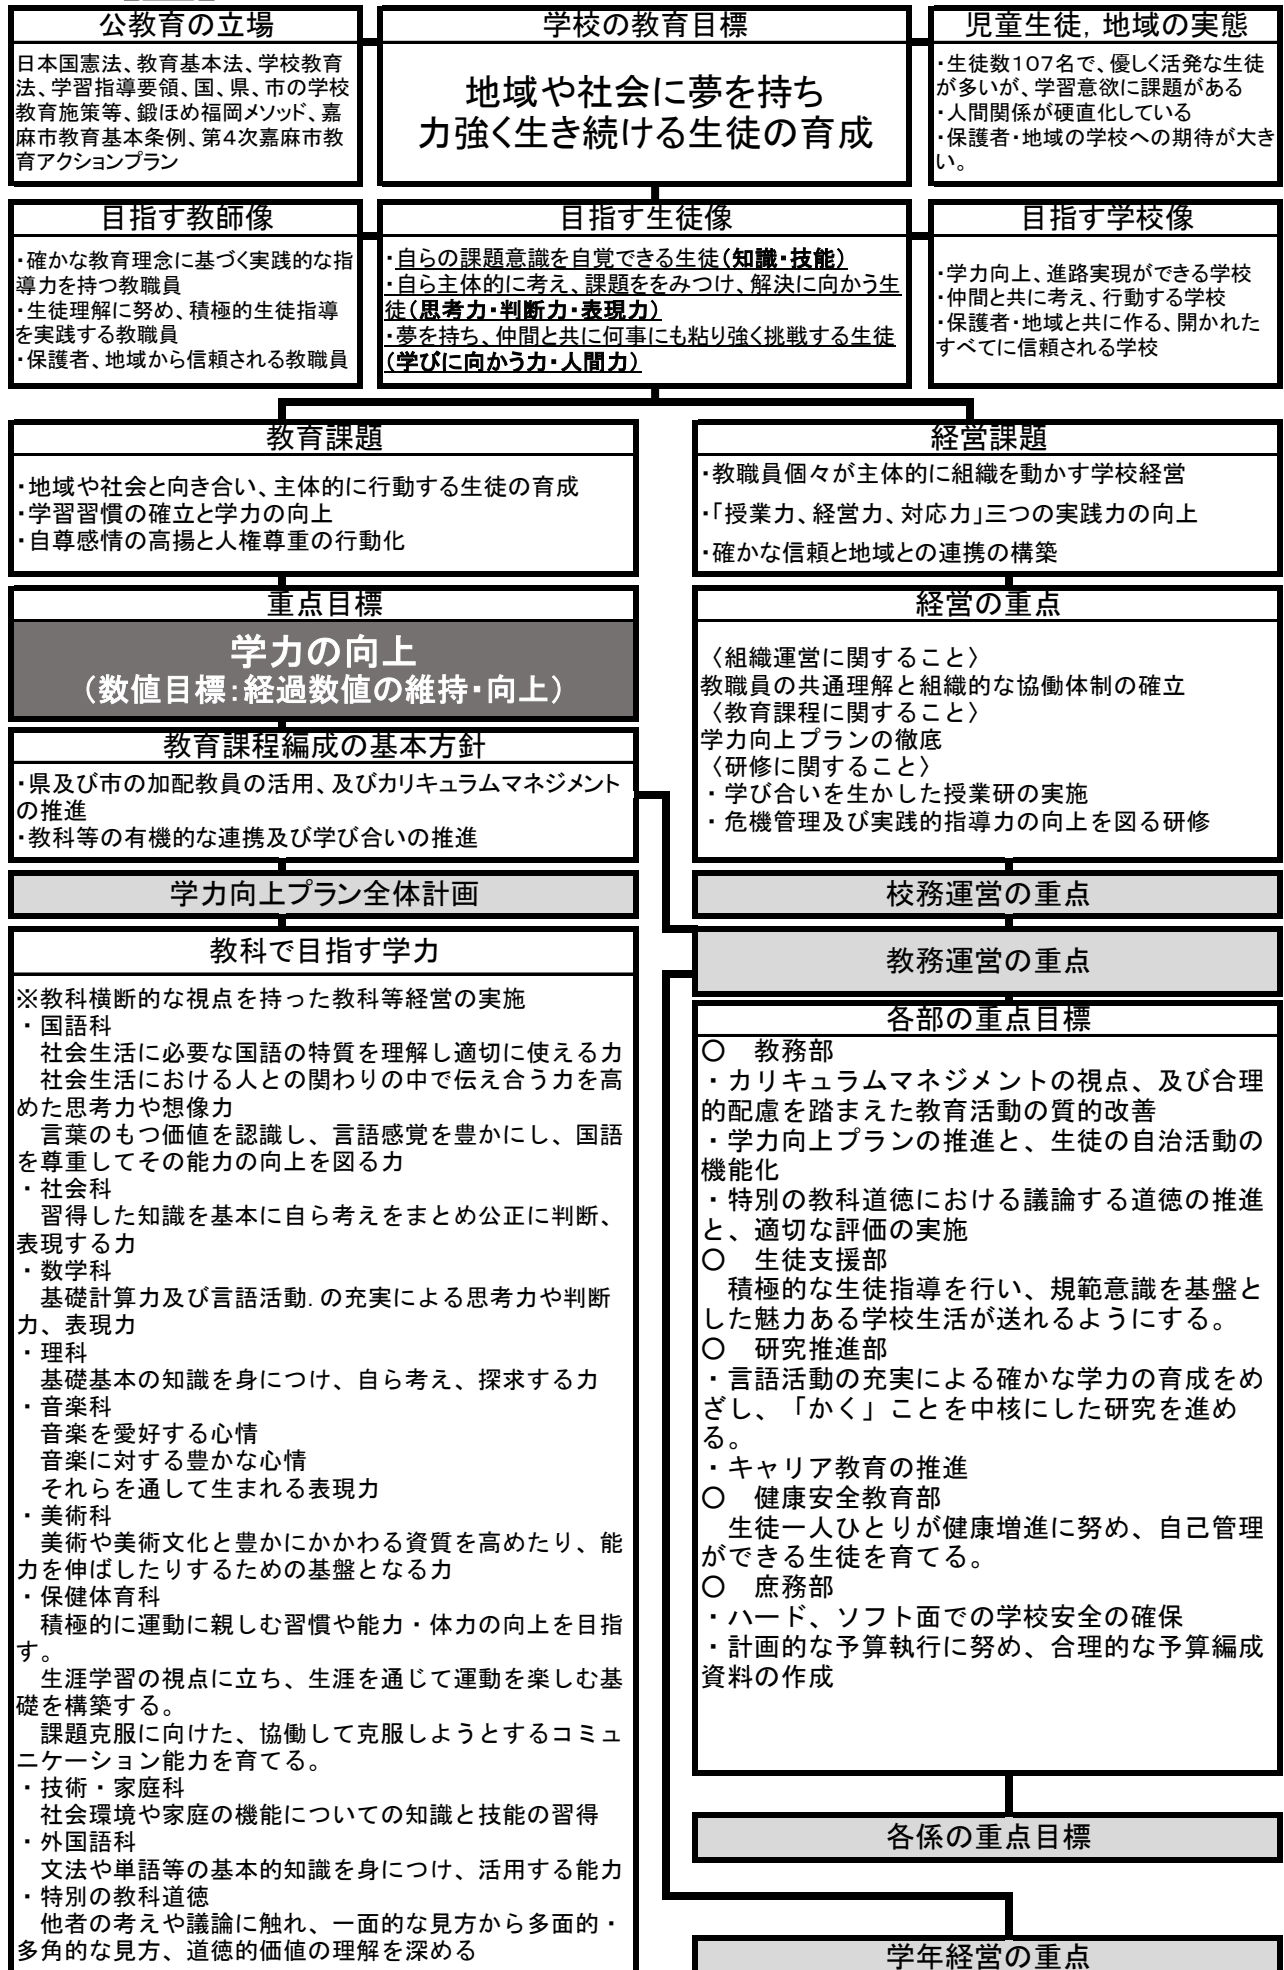 公教育の立場
日本国憲法、教育基本法、学校教育
法、学習指導要領、国、県、市の学校
教育施策等、鍛ほめ福岡メソッド、嘉
麻市教育基本条例、第4次嘉麻市教
育アクションプラン
学校の教育目標
地域や社会に夢を持ち
力強く生き続ける生徒の育成
児童生徒，地域の実態
・生徒数107名で、優しく活発な生徒
が多いが、学習意欲に課題がある
・人間関係が硬直化している
・保護者・地域の学校への期待が大き
い。
目指す教師像
・確かな教育理念に基づく実践的な指
導力を持つ教職員
・生徒理解に努め、積極的生徒指導
を実践する教職員
・保護者、地域から信頼される教職員
目指す生徒像
・自らの課題意識を自覚できる生徒(知識・技能)
・自ら主体的に考え、課題ををみつけ、解決に向かう生
徒(思考力・判断力・表現力)
・夢を持ち、仲間と共に何事にも粘り強く挑戦する生徒
(学びに向かう力・人間力)
目指す学校像
・学力向上、進路実現ができる学校
・仲間と共に考え、行動する学校
・保護者・地域と共に作る、開かれた
すべてに信頼される学校
教育課題
・地域や社会と向き合い、主体的に行動する生徒の育成
・学習習慣の確立と学力の向上
・自尊感情の高揚と人権尊重の行動化
重点目標
学力の向上
（数値目標：経過数値の維持・向上）
教育課程編成の基本方針
・県及び市の加配教員の活用、及びカリキュラムマネジメント
の推進
・教科等の有機的な連携及び学び合いの推進
学力向上プラン全体計画
教科で目指す学力
※教科横断的な視点を持った教科等経営の実施
・国語科
社会生活に必要な国語の特質を理解し適切に使える力
社会生活における人との関わりの中で伝え合う力を高
めた思考力や想像力
言葉のもつ価値を認識し、言語感覚を豊かにし、国語
を尊重してその能力の向上を図る力
・社会科
習得した知識を基本に自ら考えをまとめ公正に判断、
表現する力
・数学科
基礎計算力及び言語活動.の充実による思考力や判断
力、表現力
・理科
基礎基本の知識を身につけ、自ら考え、探求する力
・音楽科
音楽を愛好する心情
音楽に対する豊かな心情
それらを通して生まれる表現力
・美術科
美術や美術文化と豊かにかかわる資質を高めたり、能
力を伸ばしたりするための基盤となる力
・保健体育科
積極的に運動に親しむ習慣や能力・体力の向上を目指
す。
生涯学習の視点に立ち、生涯を通じて運動を楽しむ基
礎を構築する。
課題克服に向けた、協働して克服しようとするコミュ
ニケーション能力を育てる。
・技術・家庭科
社会環境や家庭の機能についての知識と技能の習得
・外国語科
文法や単語等の基本的知識を身につけ、活用する能力
・特別の教科道徳
他者の考えや議論に触れ、一面的な見方から多面的・
多角的な見方、道徳的価値の理解を深める
経営課題
・教職員個々が主体的に組織を動かす学校経営
・「授業力、経営力、対応力」三つの実践力の向上
・確かな信頼と地域との連携の構築
経営の重点
〈組織運営に関すること〉
教職員の共通理解と組織的な協働体制の確立
〈教育課程に関すること〉
学力向上プランの徹底
〈研修に関すること〉
・学び合いを生かした授業研の実施
・危機管理及び実践的指導力の向上を図る研修
校務運営の重点
教務運営の重点
各部の重点目標
〇　教務部
・カリキュラムマネジメントの視点、及び合理
的配慮を踏まえた教育活動の質的改善
・学力向上プランの推進と、生徒の自治活動の
機能化
・特別の教科道徳における議論する道徳の推進
と、適切な評価の実施
〇　生徒支援部
積極的な生徒指導を行い、規範意識を基盤と
した魅力ある学校生活が送れるようにする。
〇　研究推進部
・言語活動の充実による確かな学力の育成をめ
ざし、「かく」ことを中核にした研究を進め
る。
・キャリア教育の推進
〇　健康安全教育部
生徒一人ひとりが健康増進に努め、自己管理
ができる生徒を育てる。
〇　庶務部
・ハード、ソフト面での学校安全の確保
・計画的な予算執行に努め、合理的な予算編成
資料の作成
各係の重点目標
学年経営の重点